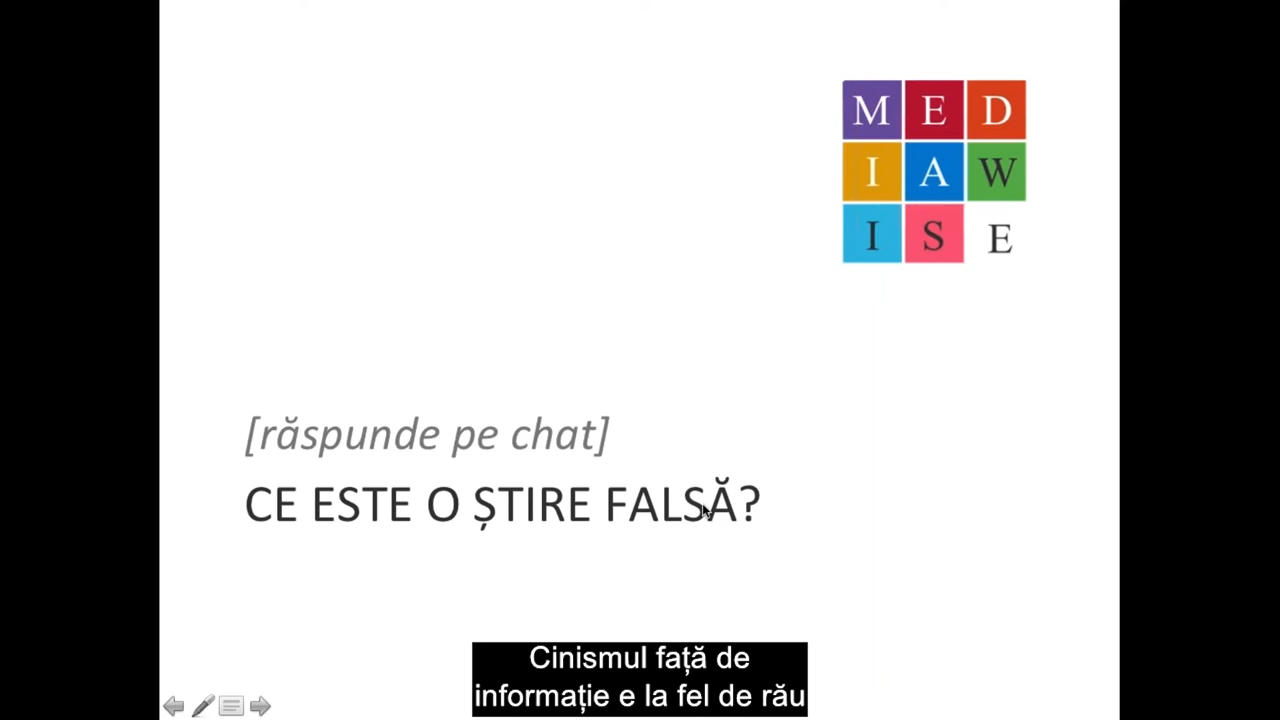 M E D
I A W
I S E
[răspunde pe chat]
CE ESTE O ȘTIRE FALSĂ?
Cinismul față de
informație e la fel de rău